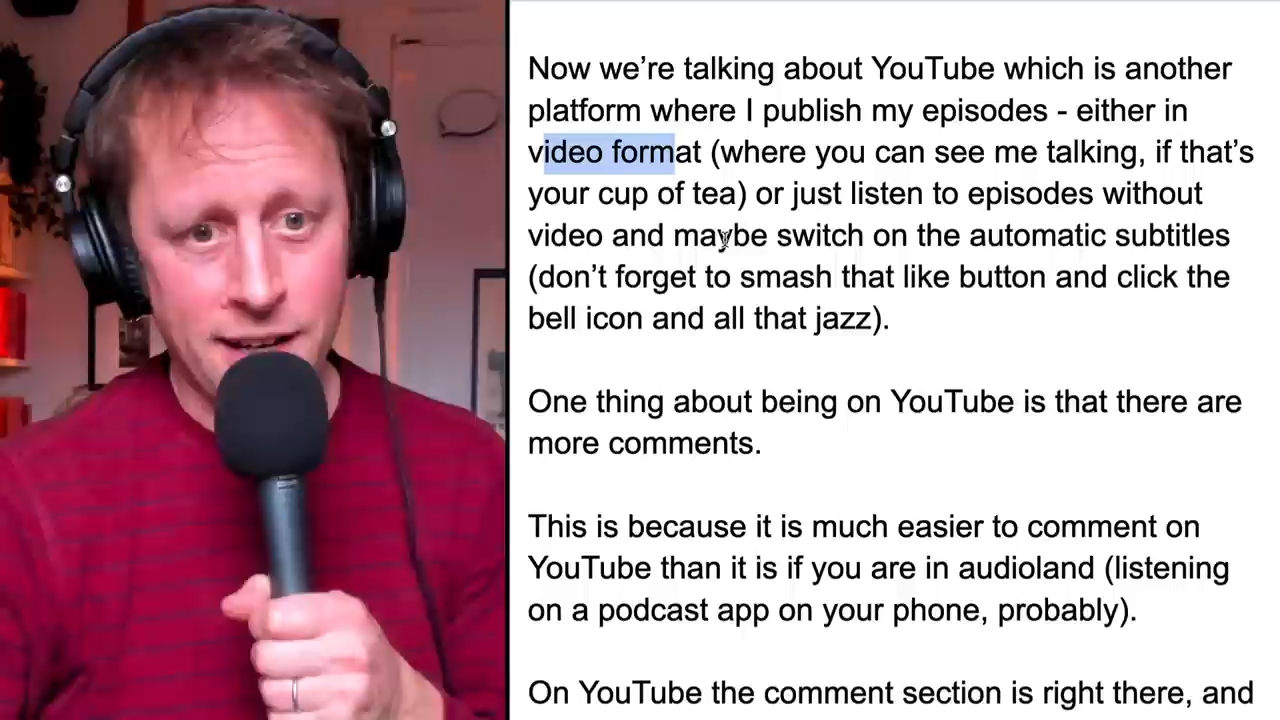 Now we’re talking about YouTube which is another
platform where I publish my episodes - either in
video format (where you can see me talking, if that’s
your cup of tea) or just listen to episodes without
video and maybe switch on the automatic subtitles
(don’t forget to smash that like button and click the
bell icon and all that jazz).
One thing about being on YouTube is that there are
more comments.
This is because it is much easier to comment on
YouTube than it is if you are in audioland (listening
on a podcast app on your phone, probably).
On YouTube the comment section is right there, and